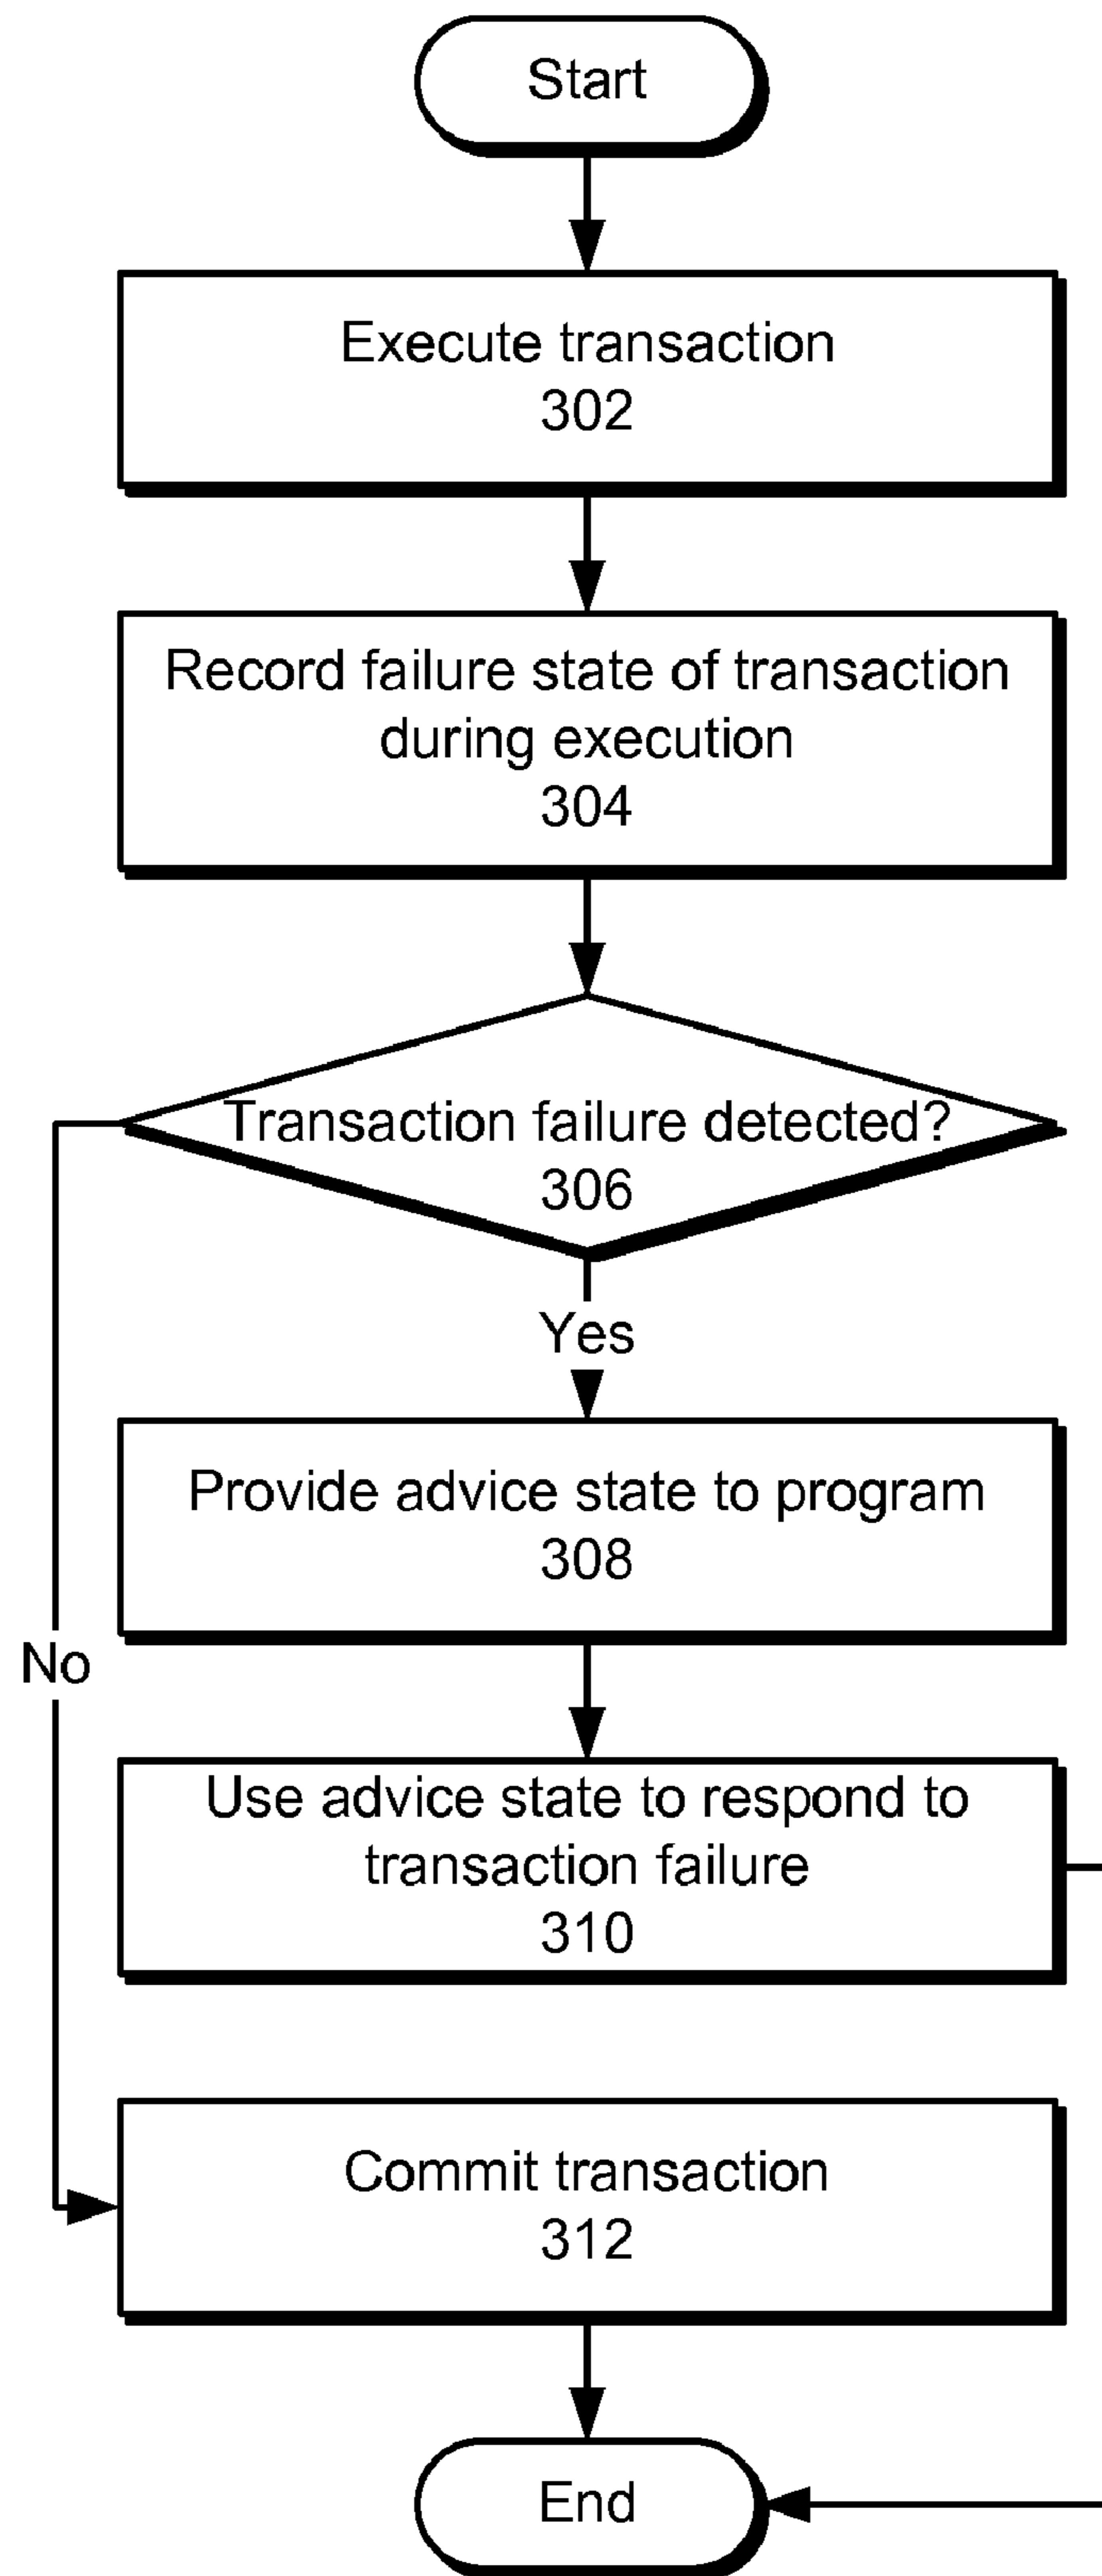 Start
Execute transaction
302
Record failure state of transaction
during execution
304
Transaction failure detected?
306
Yes
Provide advice state to program
308
No
Use advice state to respond to
transaction failure
310
Commit transaction
312
End